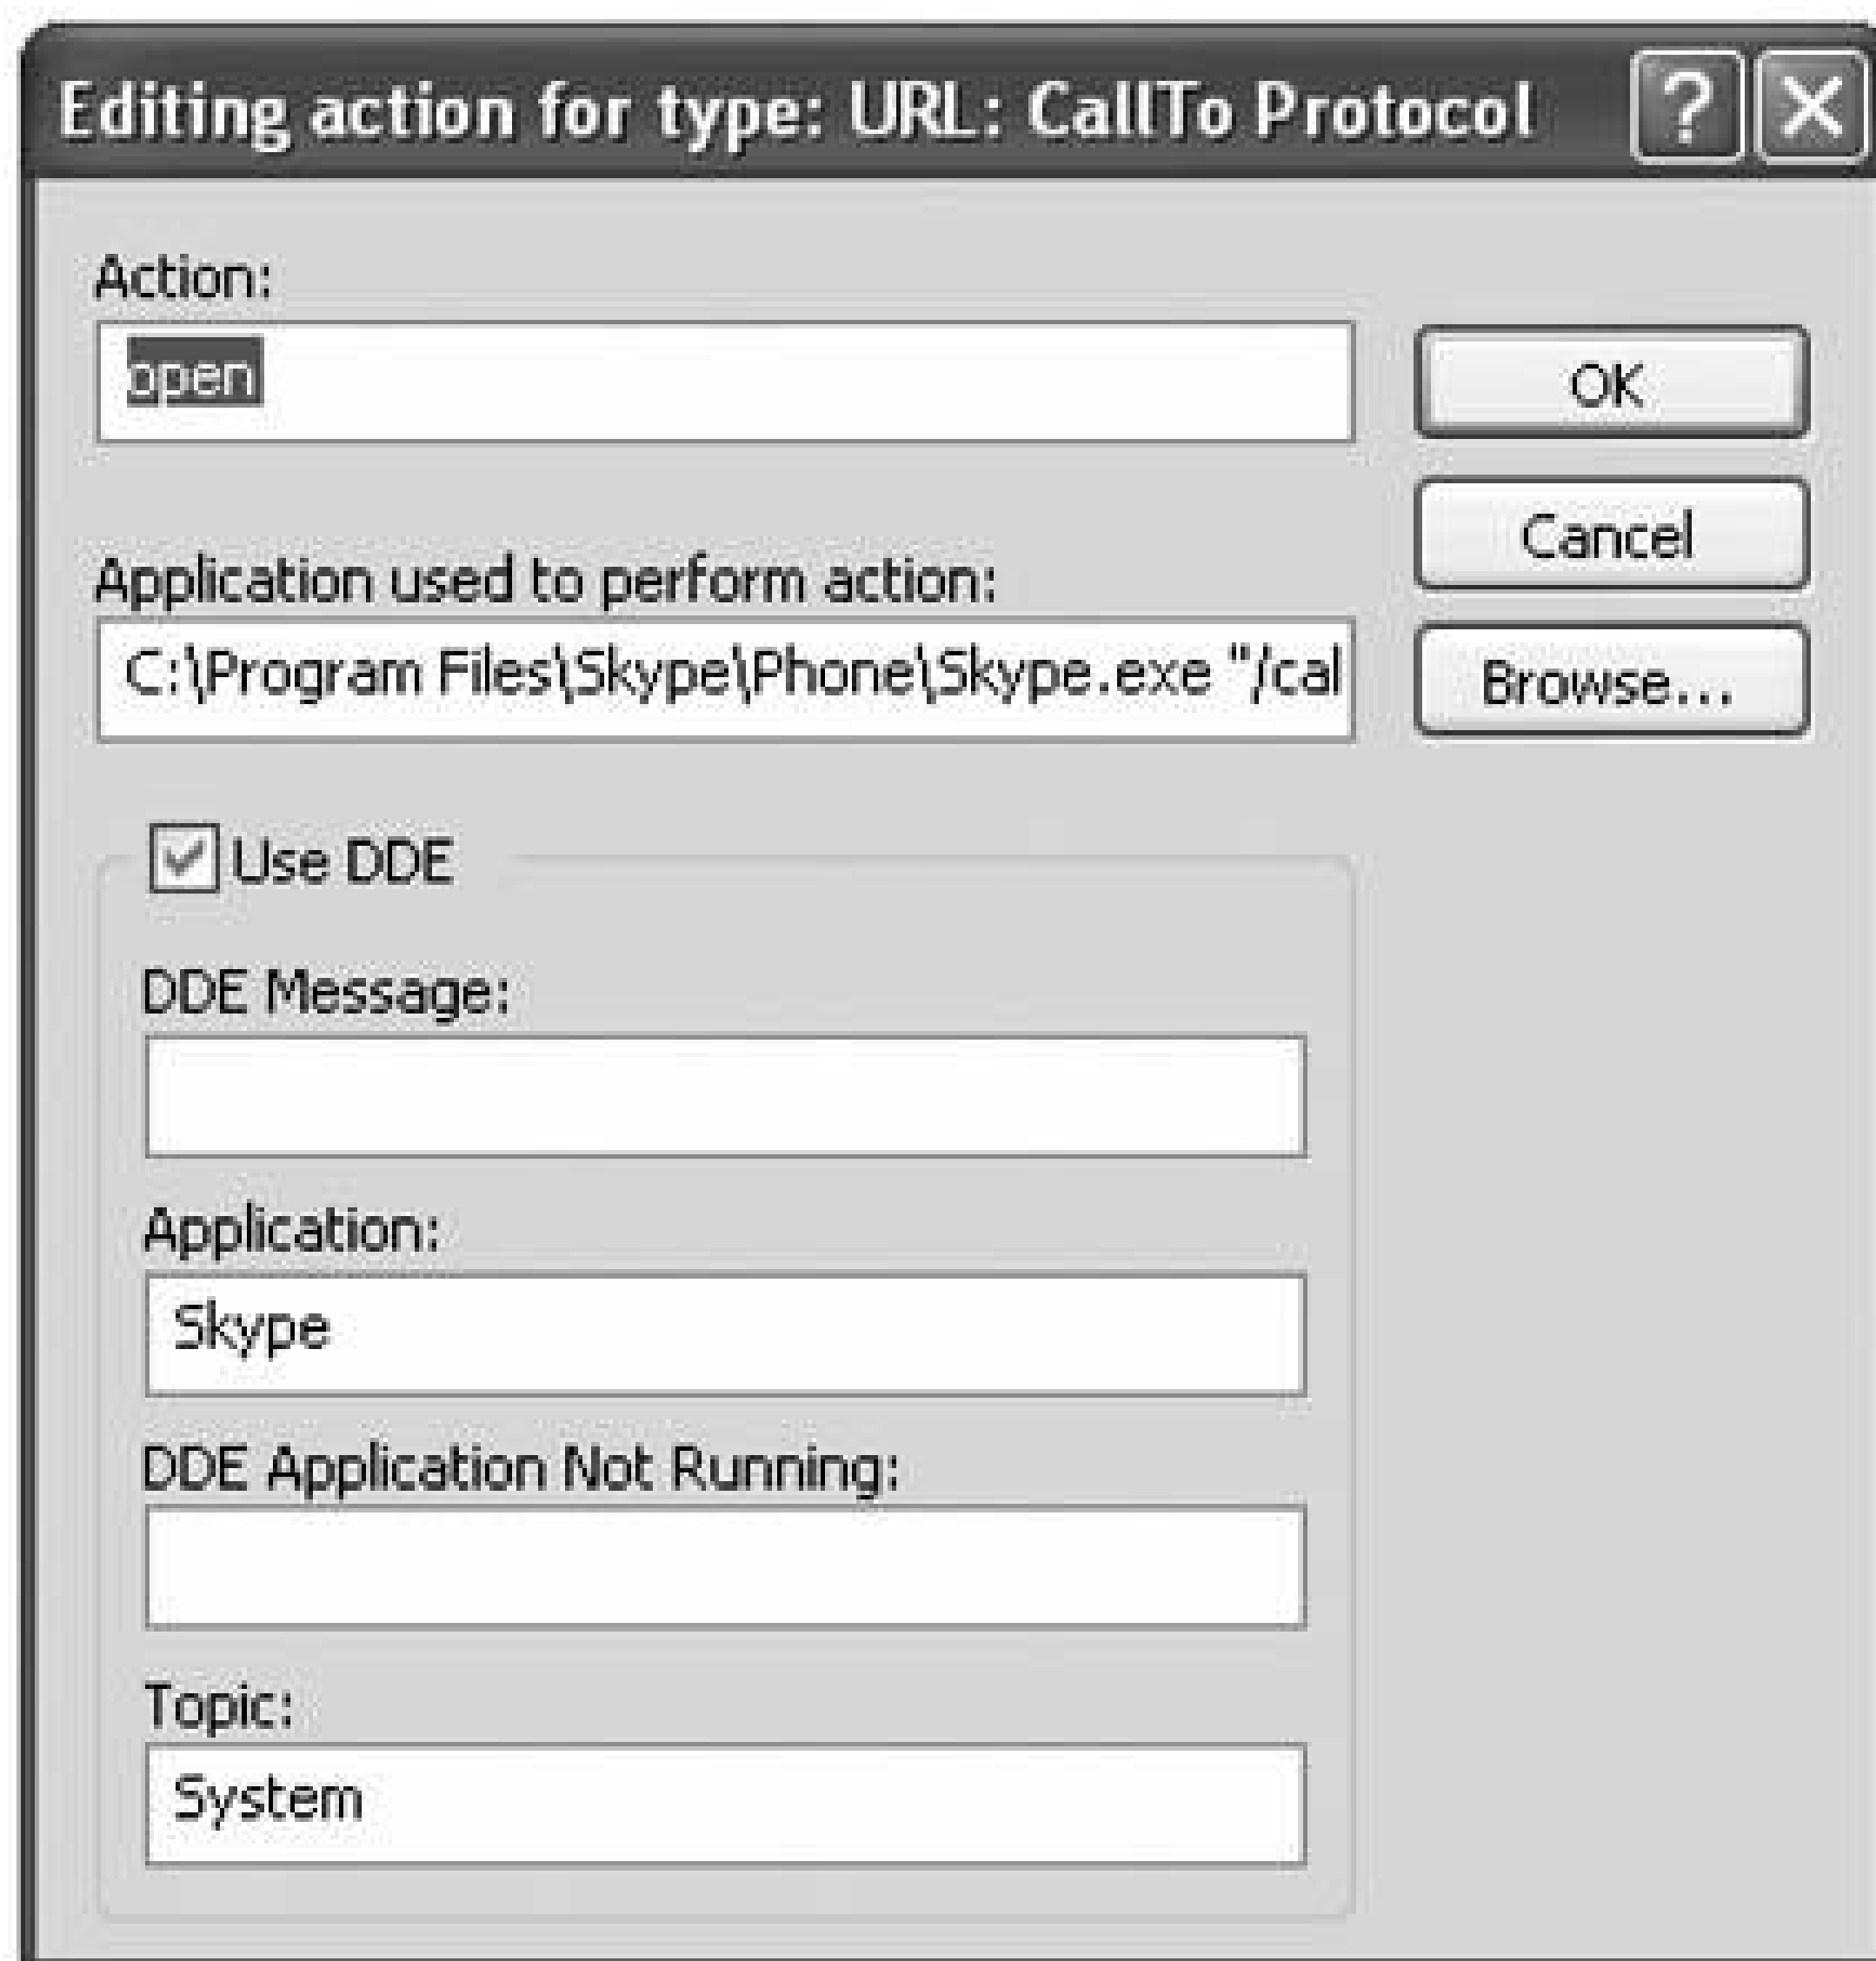 Editing action for type: URL: CallTo Protocol
Action:
open
OK
Cancel
Application used to perform action:
C:\Program Files\Skype\Phone\Skype.exe "/cal
Browse...
Use DDE
DDE Message:
Application:
Skype
DDE Application Not Running:
Topic:
System